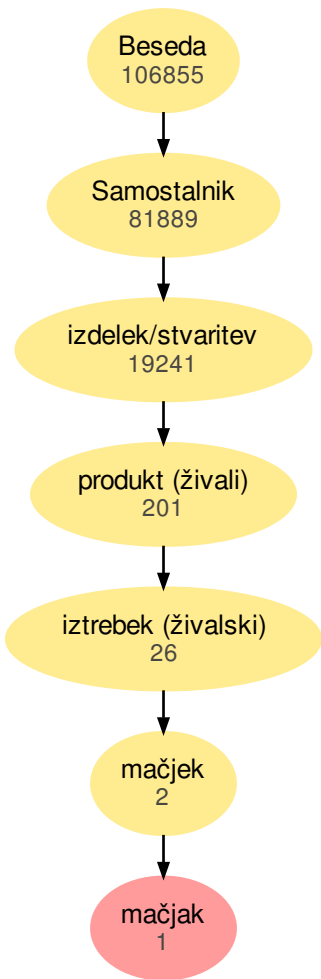 Beseda
106855
Samostalnik
81889
izdelek/stvaritev
19241
produkt (živali)
201
iztrebek (živalski)
26
mačjek
2
mačjak
1